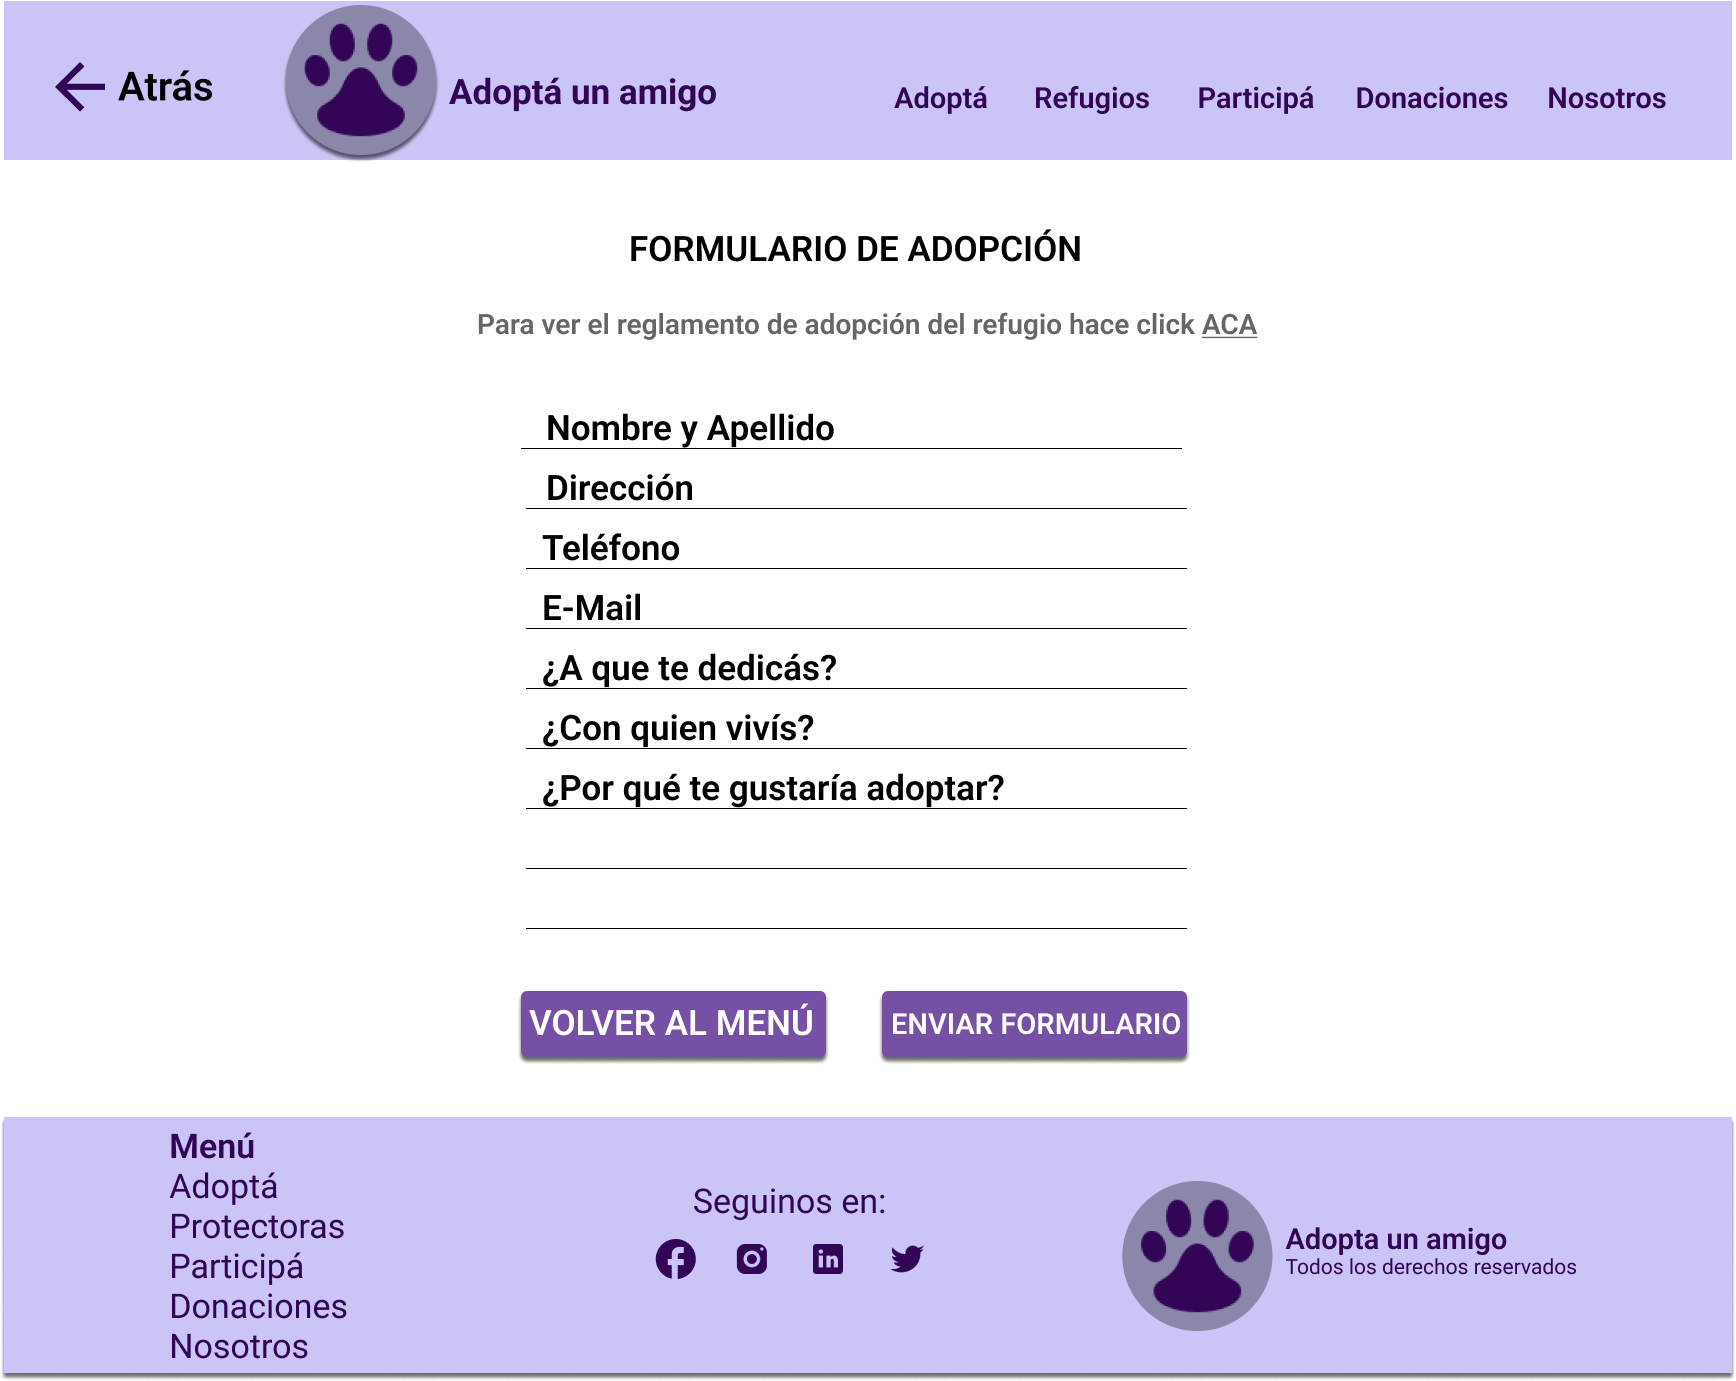 Atrás
Adoptá un amigo
Adoptá
Refugios
Participá
Donaciones
Nosotros
FORMULARIO DE ADOPCIÓN
Para ver el reglamento de adopción del refugio hace click ACA
Nombre y Apellido
Dirección
Teléfono
E-Mail
¿A que te dedicás?
¿Con quien vivís?
¿Por qué te gustaría adoptar?
VOLVER AL MENÚ
ENVIAR FORMULARIO
Menú
Adoptá
Protectoras
Participá
Donaciones
Nosotros
Seguinos en:
Adopta un amigo
Todos los derechos reservados